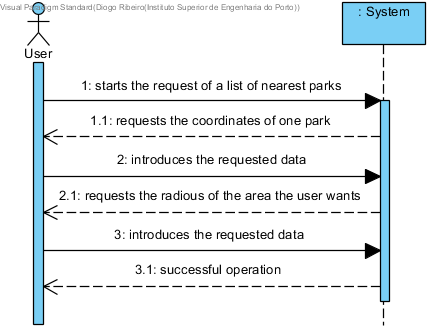 Visual Paradigm Standard(Diogo Ribeiro(Instituto Superior de Engenharia do Porto))
: System
User
1: starts the request of a list of nearest parks
1.1: requests the coordinates of one park
2: introduces the requested data
2.1: requests the radious of the area the user wants
3: introduces the requested data
3.1: successful operation